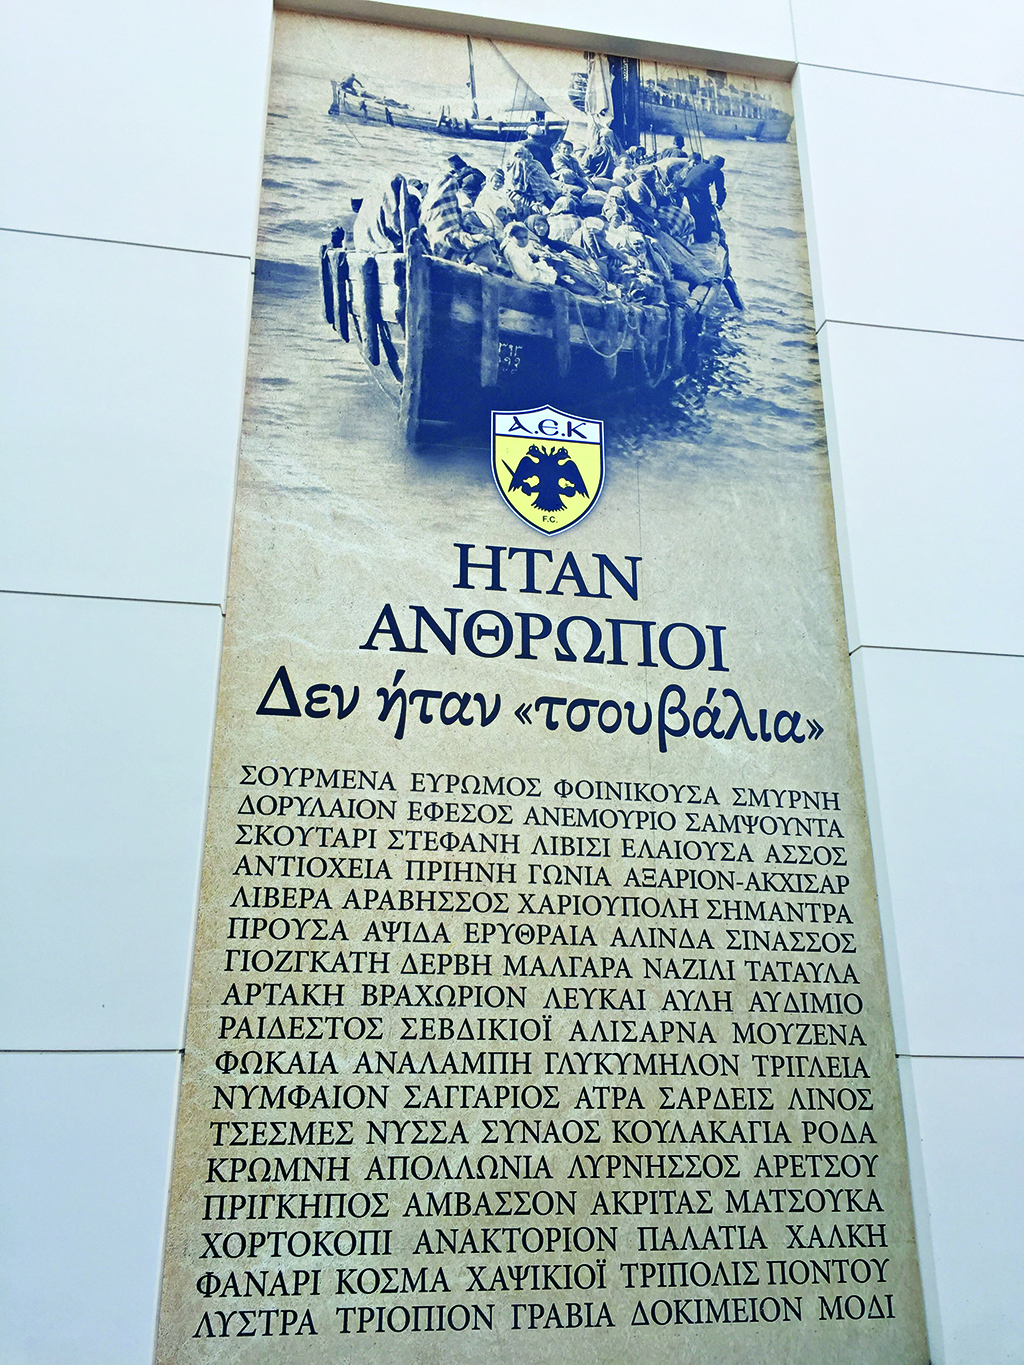 Α.Ε.Κ
F.C.
ΗΤΑΝ
ΑΝΘΡΩΠΟΙ
Δεν ήταν «τσουβάλια»
ΣΟΥΡΜΕΝΑ ΕΥΡΩΜΟΣ ΦΟΙΝΙΚΟΥΣΑ ΣΜΥΡΝΗ
ΔΟΡΥΛΑΙΟΝ ΕΦΕΣΟΣ ΑΝΕΜΟΥΡΙΟ ΣΑΜΨΟΥΝΤΑ
ΣΚΟΥΤΑΡΙ ΣΤΕΦΑΝΗ ΛΙΒΙΣΙ ΕΛΑΙΟΥΣΑ ΑΣΣΟΣ
ΑΝΤΙΟΧΕΙΑ ΠΡΙΗΝΗ ΓΩΝΙΑ ΑΞΑΡΙΟΝ-ΑΚΧΙΣΑΡ
ΛΙΒΕΡΑ ΑΡΑΒΗΣΣΟΣ ΧΑΡΙΟΥΠΟΛΗ ΣΗΜΑΝΤΡΑ
ΠΡΟΥΣΑ ΑΨΙΔΑ ΕΡΥΘΡΑΙΑ ΑΛΙΝΔΑ ΣΙΝΑΣΣΟΣ
ΓΙΟΖΓΚΑΤΗ ΔΕΡΒΗ ΜΑΛΓΑΡΑ ΝΑΖΙΛΙ ΤΑΤΑΥΛΑ
ΑΡΤΑΚΗ ΒΡΑΧΩΡΙΟΝ ΛΕΥΚΑΙ ΑΥΛΗ ΑΥΔΙΜΙΟ
ΡΑΙΔΕΣΤΟΣ ΣΕΒΔΙΚΙΟΪ ΑΛΙΣΑΡΝΑ ΜΟΥΖΕΝΑ
ΦΩΚΑΙΑ ΑΝΑΛΑΜΠΗ ΓΛΥΚΥΜΗΛΟΝ ΤΡΙΓΛΕΙΑ
ΝΥΜΦΑΙΟΝ ΣΑΓΓΑΡΙΟΣ ΑΤΡΑ ΣΑΡΔΕΙΣ ΛΙΝΟΣ
ΤΣΕΣΜΕΣ ΝΥΣΣΑ ΣΥΝΑΟΣ ΚΟΥΛΑΚΑΓΙΑ ΡΟΔΑ
ΚΡΩΜΝΗ ΑΠΟΛΛΩΝΙΑ ΛΥΡΝΗΣΣΟΣ ΑΡΕΤΣΟΥ
ΠΡΙΓΚΗΠΟΣ ΑΜΒΑΣΣΟΝ ΑΚΡΙΤΑΣ ΜΑΤΣΟΥΚΑ
ΧΟΡΤΟΚΟΠΙ ΑΝΑΚΤΟΡΙΟΝ ΠΑΛΑΤΙΑ ΧΑΛΚΗ
ΦΑΝΑΡΙ ΚΟΣΜΑ ΧΑΨΙΚΙΟΪ ΤΡΙΠΟΛΙΣ ΠΟΝΤΟΥ
ΛΥΣΤΡΑ ΤΡΙΟΠΙΟΝ ΓΡΑΒΙΑ ΔΟΚΙΜΕΙΟΝ ΜΟΔΙ